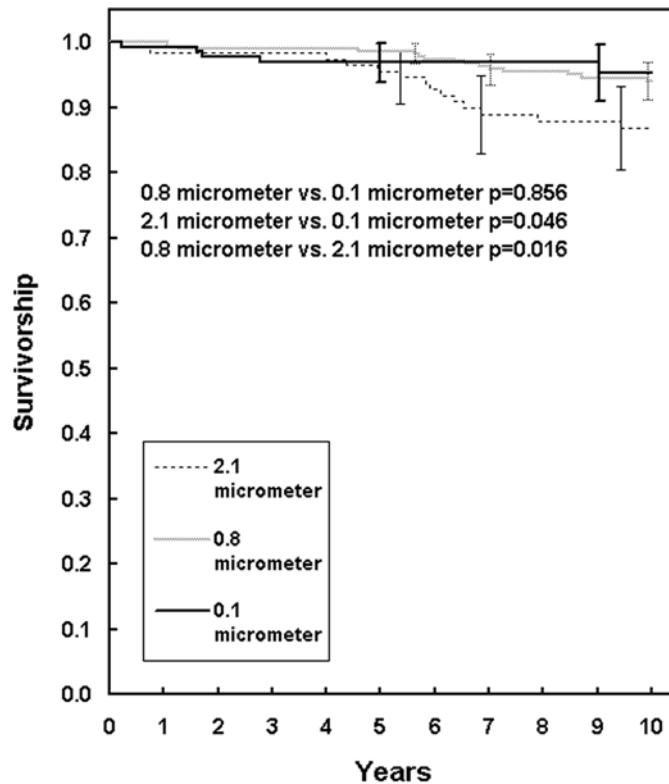 1.0
0.9
0.8
0.7
0.6
0.5
0.4
0.3
0.2
0.1
0.0
Survivorship
0.8 micrometer vs. 0.1 micrometer p=0.856
2.1 micrometer vs. 0.1 micrometer p=0.046
0.8 micrometer vs. 2.1 micrometer p=0.016
2.1
micrometer
0.8
micrometer
0.1
micrometer
0 1 2 3 4 5 6 7 8 9 10
Years